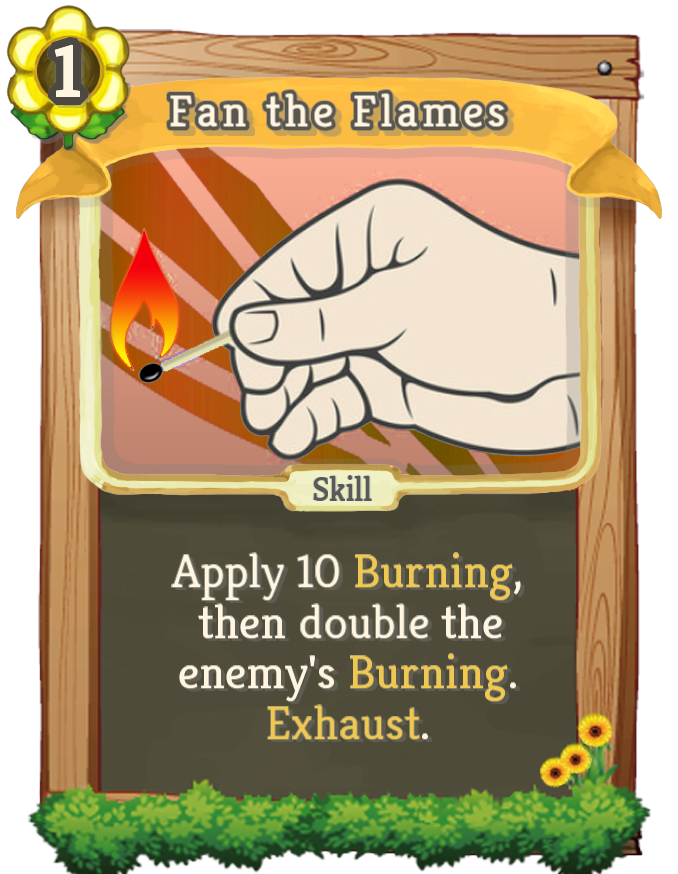 1
Fan the Flames
Skill
Apply 10 Burning,
then double the
enemy's Burning.
Exhaust.